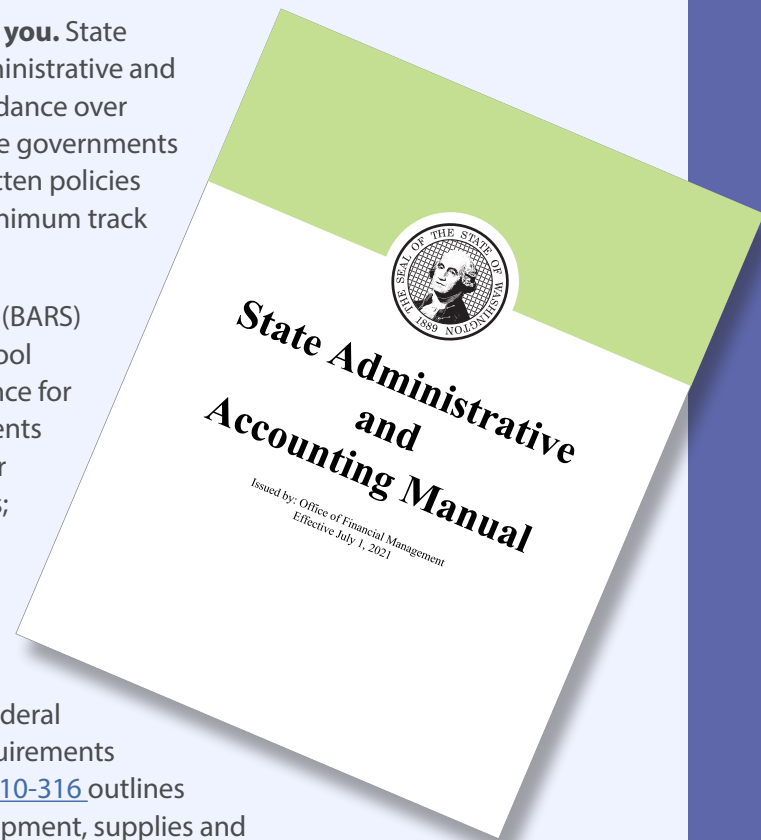 you. State
ministrative and
dance over
e governments
tten policies
nimum track
(BARS)
ool
nce for
ents
r
s;
deral
uirements
10-316 outlines
pment, supplies and
THE SEAL OF THE STATE OF WASHINGTON
1889
State Administrative
and
Accounting Manual
Issued by: Office of Financial Management
Effective July 1, 2021